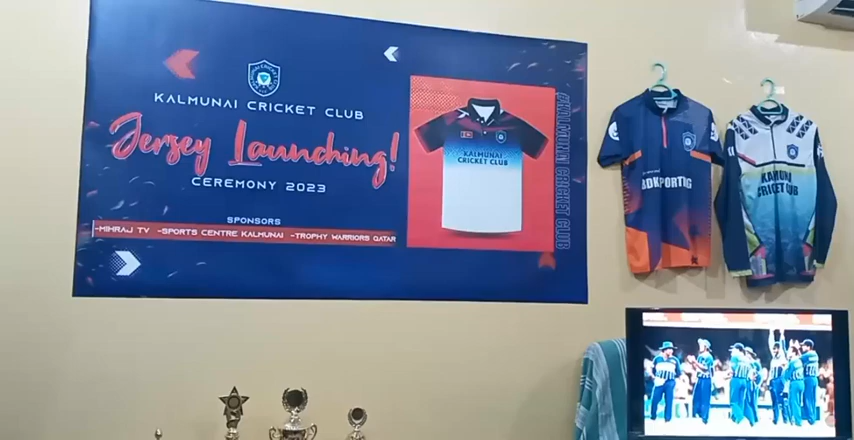 KALMUNAI CRICKET CLUB
Jersey Launching!
CEREMONY 2023
SPONSORS
-MIHRAJ TV -SPORTS CENTRE KALMUNAI -TROPHY WARRIORS QATAR
KALMUNAI
CRICKET CLUB
KALMUNAI CRICKET CLUB
CRICKET CLUB